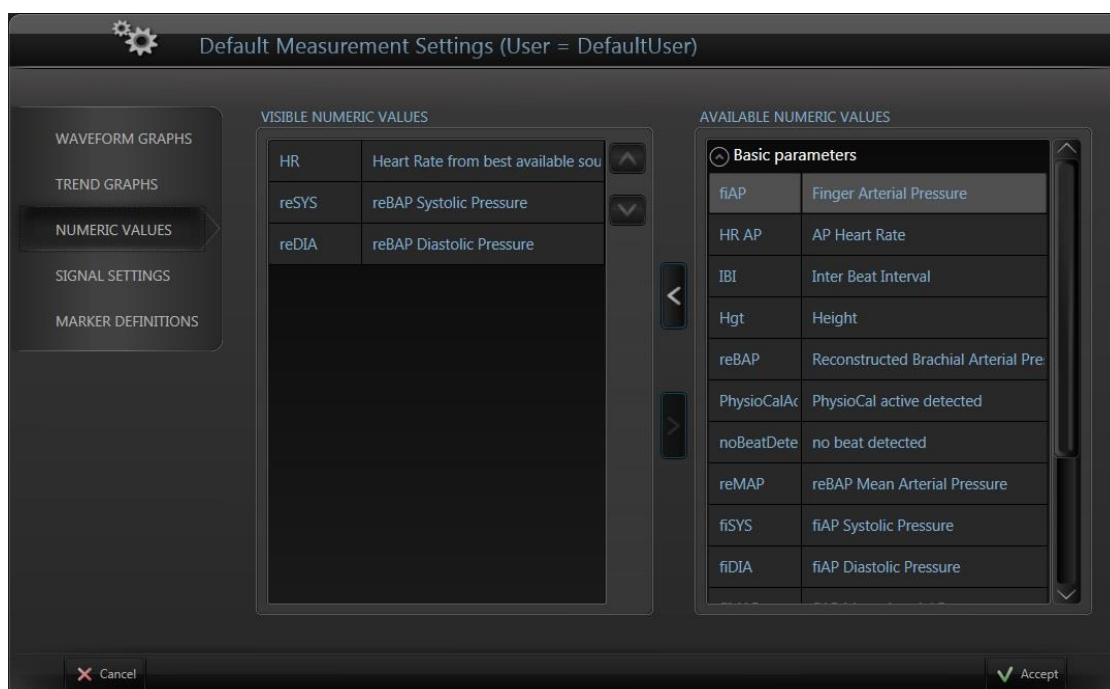 Default Measurement Settings (User = DefaultUser)
WAVEFORM GRAPHS
TREND GRAPHS
NUMERIC VALUES
SIGNAL SETTINGS
MARKER DEFINITIONS
VISIBLE NUMERIC VALUES
HR Heart Rate from best available sou
reSYS reBAP Systolic Pressure
reDIA reBAP Diastolic Pressure
AVAILABLE NUMERIC VALUES
Basic parameters
fiAP Finger Arterial Pressure
HR AP AP Heart Rate
IBI Inter Beat Interval
Hgt Height
reBAP Reconstructed Brachial Arterial Pre
PhysioCalAc PhysioCal active detected
noBeatDete no beat detected
reMAP reBAP Mean Arterial Pressure
fiSYS fiAP Systolic Pressure
fiDIA fiAP Diastolic Pressure
Cancel
Accept